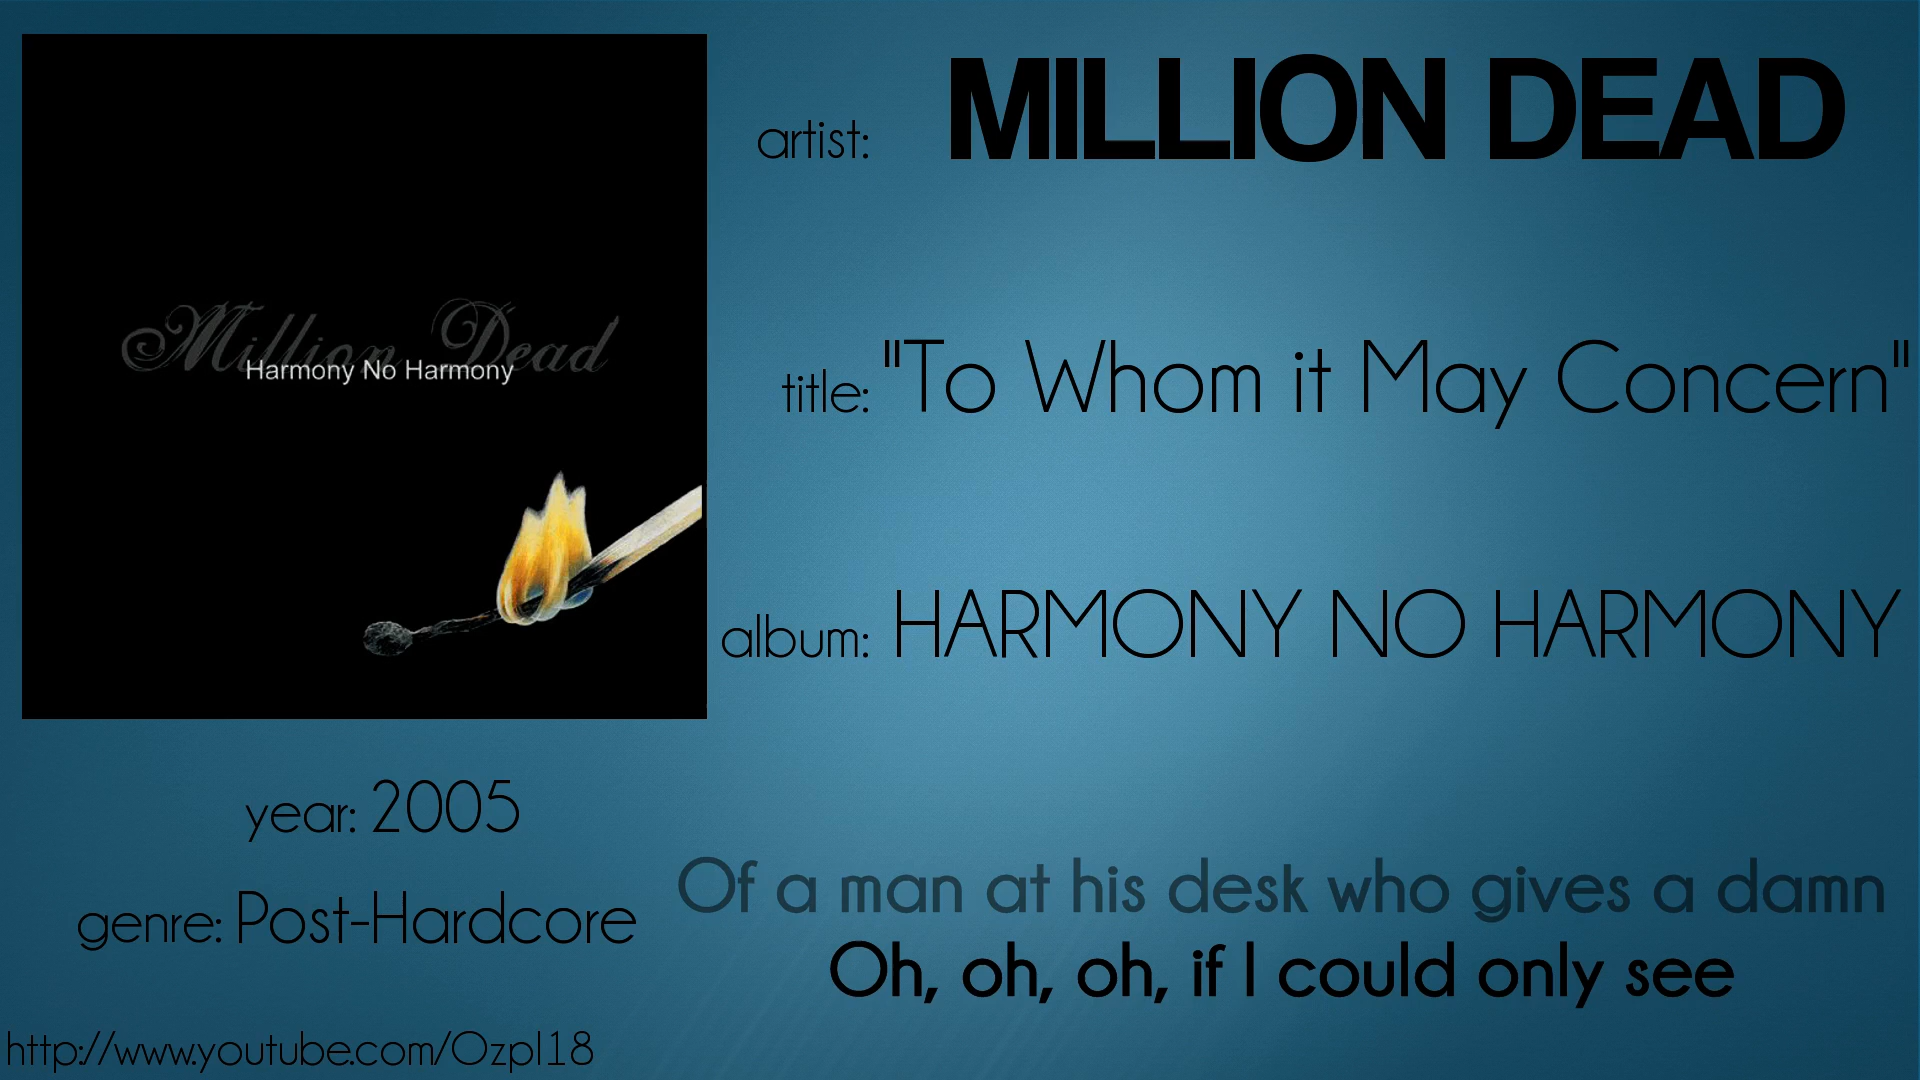 Million Dead
Harmony No Harmony
artist: MILLION DEAD
title: "To Whom it May Concern"
album: HARMONY NO HARMONY
year: 2005
genre: Post-Hardcore
Of a man at his desk who gives a damn
Oh, oh, oh, if I could only see
http://www.youtube.com/Ozpl18